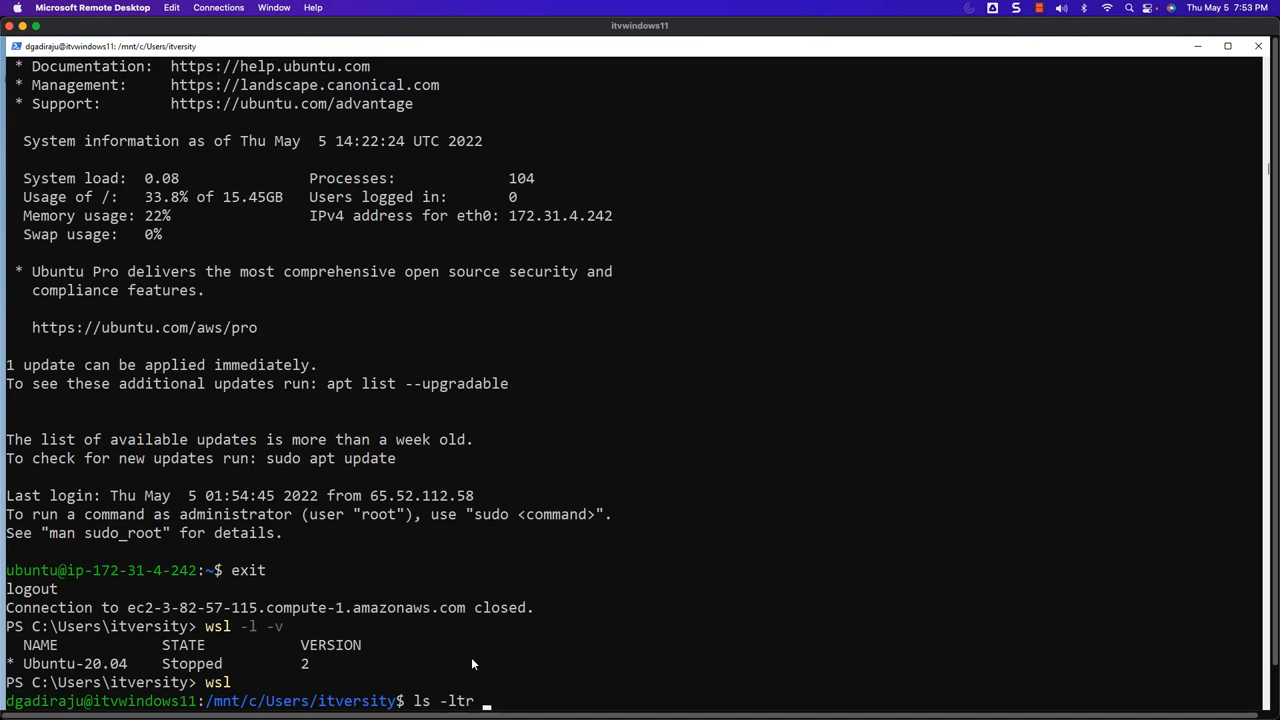 Microsoft Remote Desktop Edit Connections Window Help Thu May 5 7:53 PM
itvwindows11
dgadiraju@itvwindows11: /mnt/c/Users/itversity
* Documentation: https://help.ubuntu.com
* Management: https://landscape.canonical.com
* Support: https://ubuntu.com/advantage
System information as of Thu May 5 14:22:24 UTC 2022
System load: 0.08 Processes: 104
Usage of /: 33.8% of 15.45GB Users logged in: 0
Memory usage: 22% IPv4 address for eth0: 172.31.4.242
Swap usage: 0%
* Ubuntu Pro delivers the most comprehensive open source security and
compliance features.
https://ubuntu.com/aws/pro
1 update can be applied immediately.
To see these additional updates run: apt list --upgradable
The list of available updates is more than a week old.
To check for new updates run: sudo apt update
Last login: Thu May 5 01:54:45 2022 from 65.52.112.58
To run a command as administrator (user "root"), use "sudo <command>".
See "man sudo_root" for details.
ubuntu@ip-172-31-4-242:~$ exit
logout
Connection to ec2-3-82-57-115.compute-1.amazonaws.com closed.
PS C:\Users\itversity> wsl -l -v
NAME STATE VERSION
* Ubuntu-20.04 Stopped 2
PS C:\Users\itversity> wsl
dgadiraju@itvwindows11:/mnt/c/Users/itversity$ ls -ltr